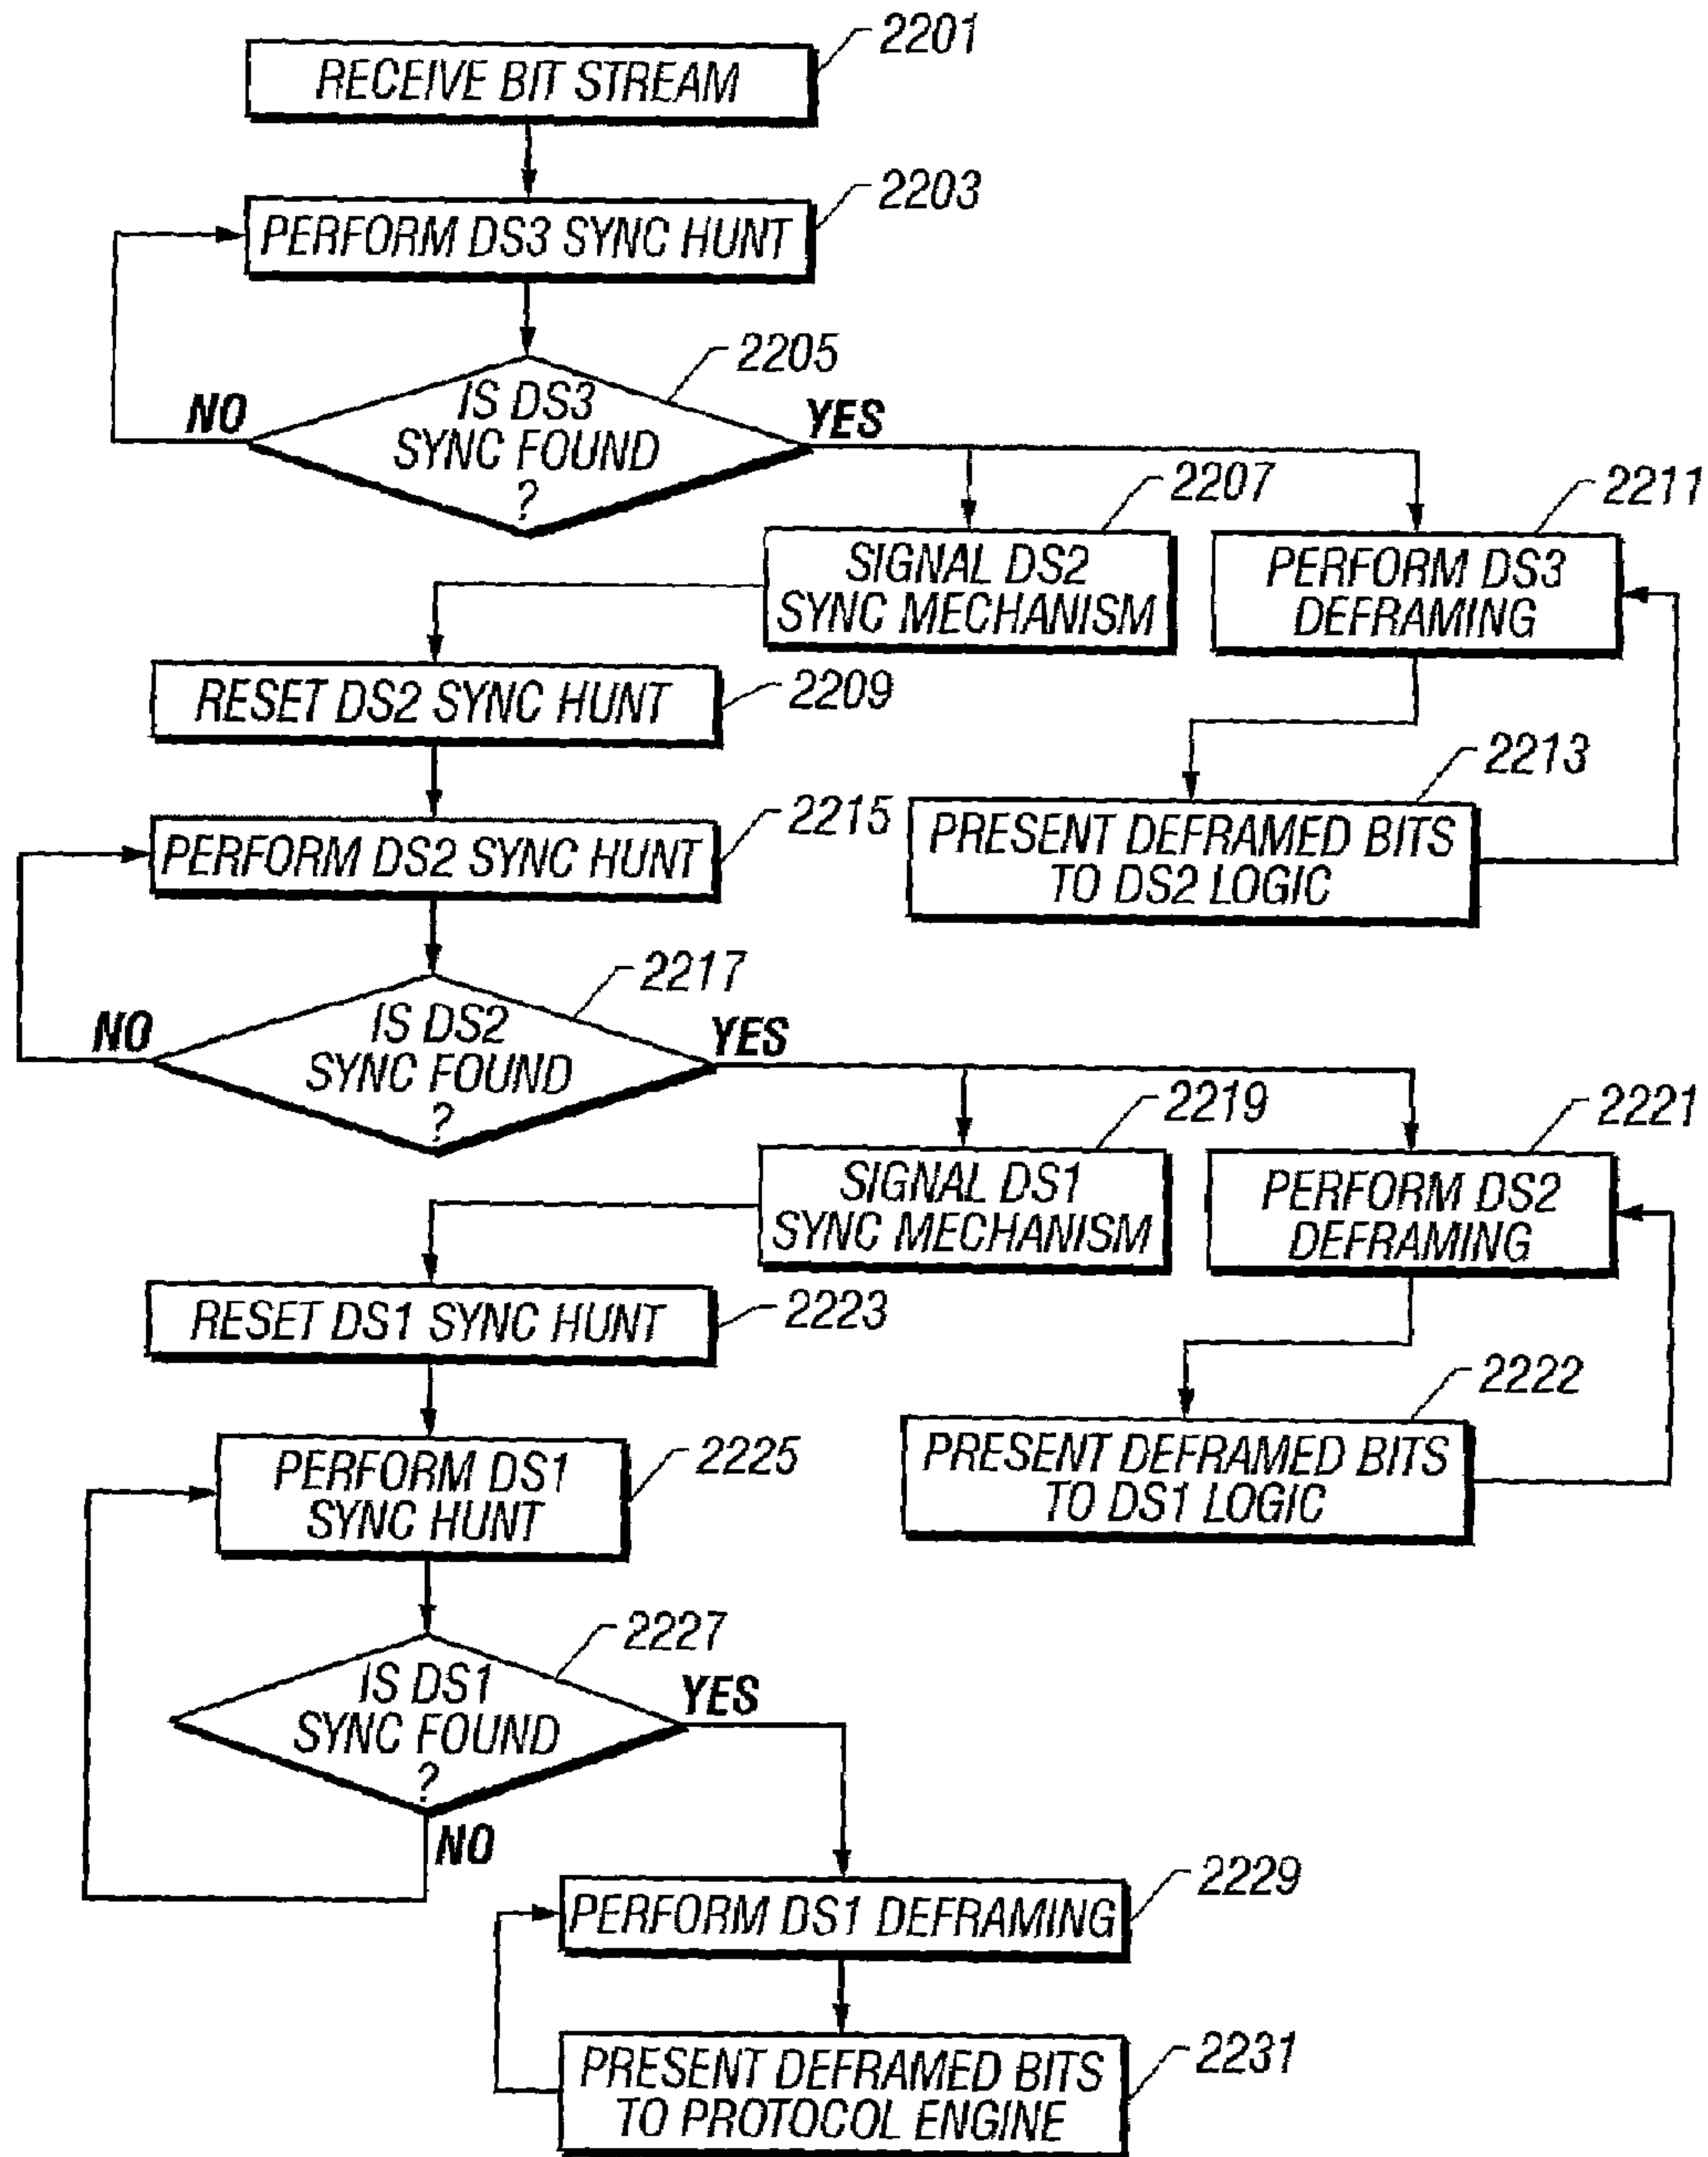 2201
RECEIVE BIT STREAM
2203
PERFORM DS3 SYNC HUNT
2205
IS DS3
SYNC FOUND
?
NO
YES
2207
SIGNAL DS2
SYNC MECHANISM
2211
PERFORM DS3
DEFRAMING
2209
RESET DS2 SYNC HUNT
2213
PRESENT DEFRAMED BITS
TO DS2 LOGIC
2215
PERFORM DS2 SYNC HUNT
2217
IS DS2
SYNC FOUND
?
NO
YES
2219
SIGNAL DS1
SYNC MECHANISM
2221
PERFORM DS2
DEFRAMING
2223
RESET DS1 SYNC HUNT
2222
PRESENT DEFRAMED BITS
TO DS1 LOGIC
2225
PERFORM DS1
SYNC HUNT
2227
IS DS1
SYNC FOUND
?
YES
NO
2229
PERFORM DS1 DEFRAMING
2231
PRESENT DEFRAMED BITS
TO PROTOCOL ENGINE